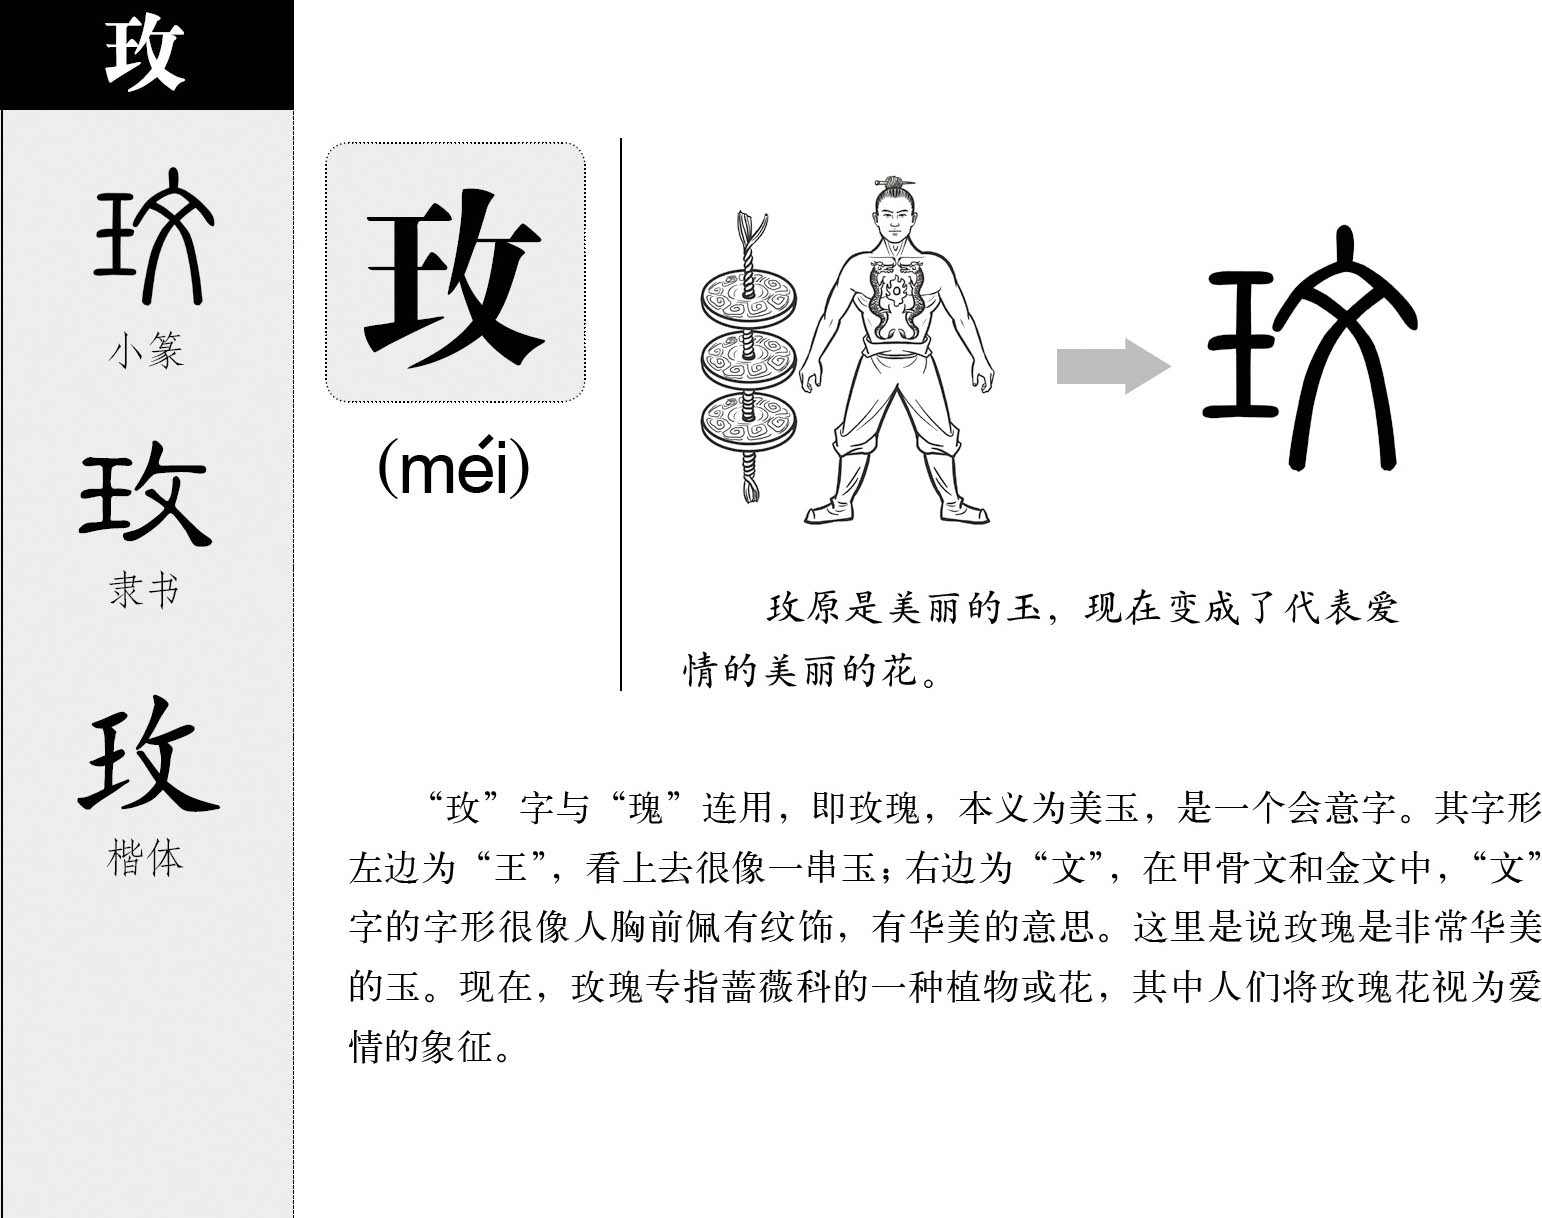 玫
玫
小篆
玫
隶书
玫
楷体
玫
(méi)
玫
玫原是美丽的玉，现在变成了代表爱
情的美丽的花。
“玫”字与“瑰”连用，即玫瑰，本义为美玉，是一个会意字。其字形
左边为“王”，看上去很像一串玉；右边为“文”，在甲骨文和金文中，“文”
字的字形很像人胸前佩有纹饰，有华美的意思。这里是说玫瑰是非常华美
的玉。现在，玫瑰专指蔷薇科的一种植物或花，其中人们将玫瑰花视为爱
情的象征。